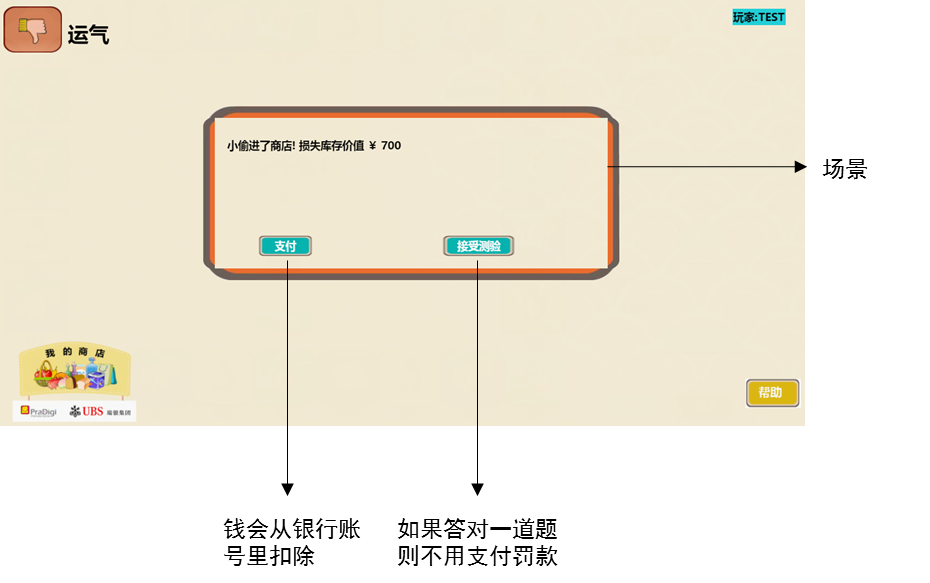 运气
玩家:TEST
小偷进了商店! 损失库存价值 ¥ 700
场景
支付
接受测验
我的商店
PraDigi
UBS 瑞银集团
帮助
钱会从银行账
号里扣除
如果答对一道题
则不用支付罚款